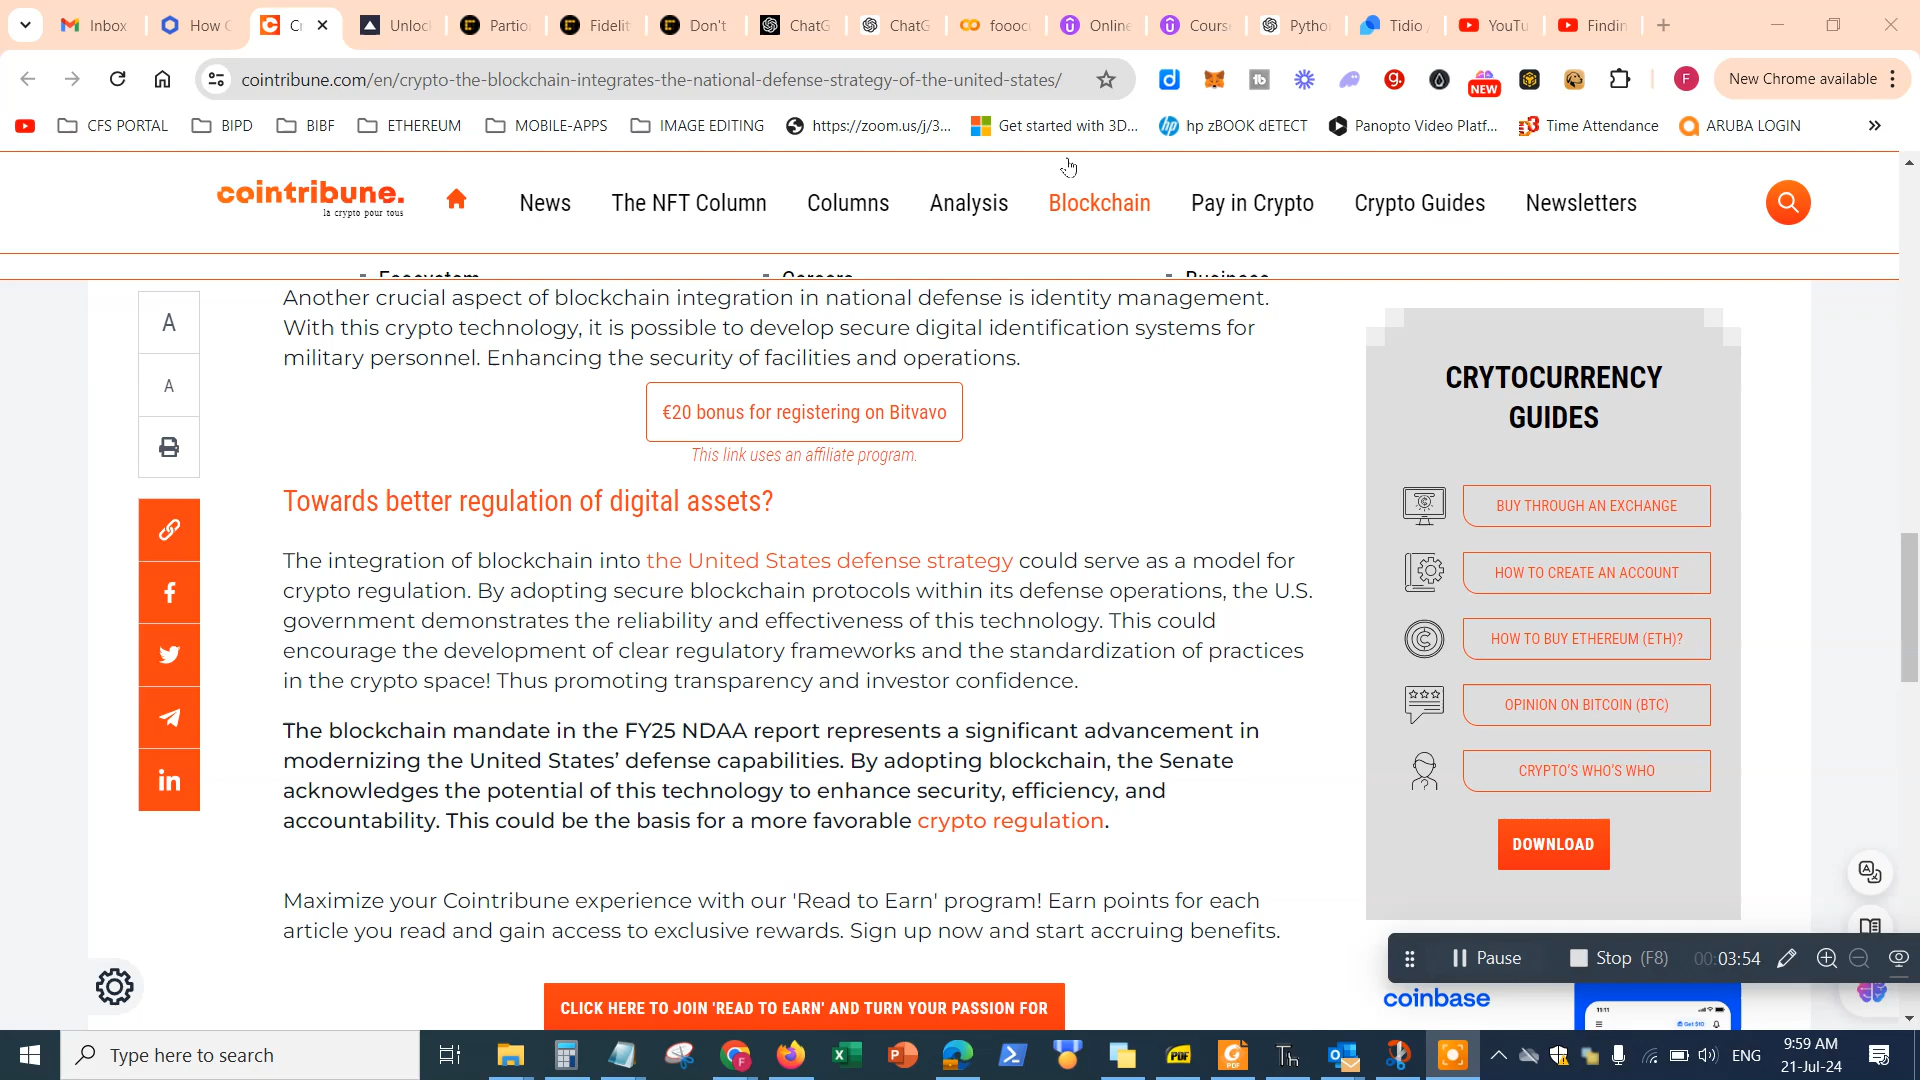 Inbox
How C
C
Unloc
Partio
Fidelit
Don't
ChatG
ChatG
foooc
Online
Cours
Pytho
Tidio
YouTu
Findin
cointribune.com/en/crypto-the-blockchain-integrates-the-national-defense-strategy-of-the-united-states/
NEW
F
New Chrome available
CFS PORTAL
BIPD
BIBF
ETHEREUM
MOBILE-APPS
IMAGE EDITING
https://zoom.us/j/3...
Get started with 3D...
hp zBOOK dETECT
Panopto Video Platf...
Time Attendance
ARUBA LOGIN
cointribune.
la crypto pour tous
News
The NFT Column
Columns
Analysis
Blockchain
Pay in Crypto
Crypto Guides
Newsletters
Ecosystem
Careers
Business
A
A
Another crucial aspect of blockchain integration in national defense is identity management.
With this crypto technology, it is possible to develop secure digital identification systems for
military personnel. Enhancing the security of facilities and operations.
€20 bonus for registering on Bitvavo
This link uses an affiliate program.
Towards better regulation of digital assets?
The integration of blockchain into the United States defense strategy could serve as a model for
crypto regulation. By adopting secure blockchain protocols within its defense operations, the U.S.
government demonstrates the reliability and effectiveness of this technology. This could
encourage the development of clear regulatory frameworks and the standardization of practices
in the crypto space! Thus promoting transparency and investor confidence.
The blockchain mandate in the FY25 NDAA report represents a significant advancement in
modernizing the United States' defense capabilities. By adopting blockchain, the Senate
acknowledges the potential of this technology to enhance security, efficiency, and
accountability. This could be the basis for a more favorable crypto regulation.
Maximize your Cointribune experience with our 'Read to Earn' program! Earn points for each
article you read and gain access to exclusive rewards. Sign up now and start accruing benefits.
CLICK HERE TO JOIN 'READ TO EARN' AND TURN YOUR PASSION FOR
CRYTOCURRENCY
GUIDES
BUY THROUGH AN EXCHANGE
HOW TO CREATE AN ACCOUNT
HOW TO BUY ETHEREUM (ETH)?
OPINION ON BITCOIN (BTC)
CRYPTO'S WHO'S WHO
DOWNLOAD
Pause
Stop (F8)
00:03:54
coinbase
11:11
Get $10
Type here to search
ENG
9:59 AM
21-Jul-24